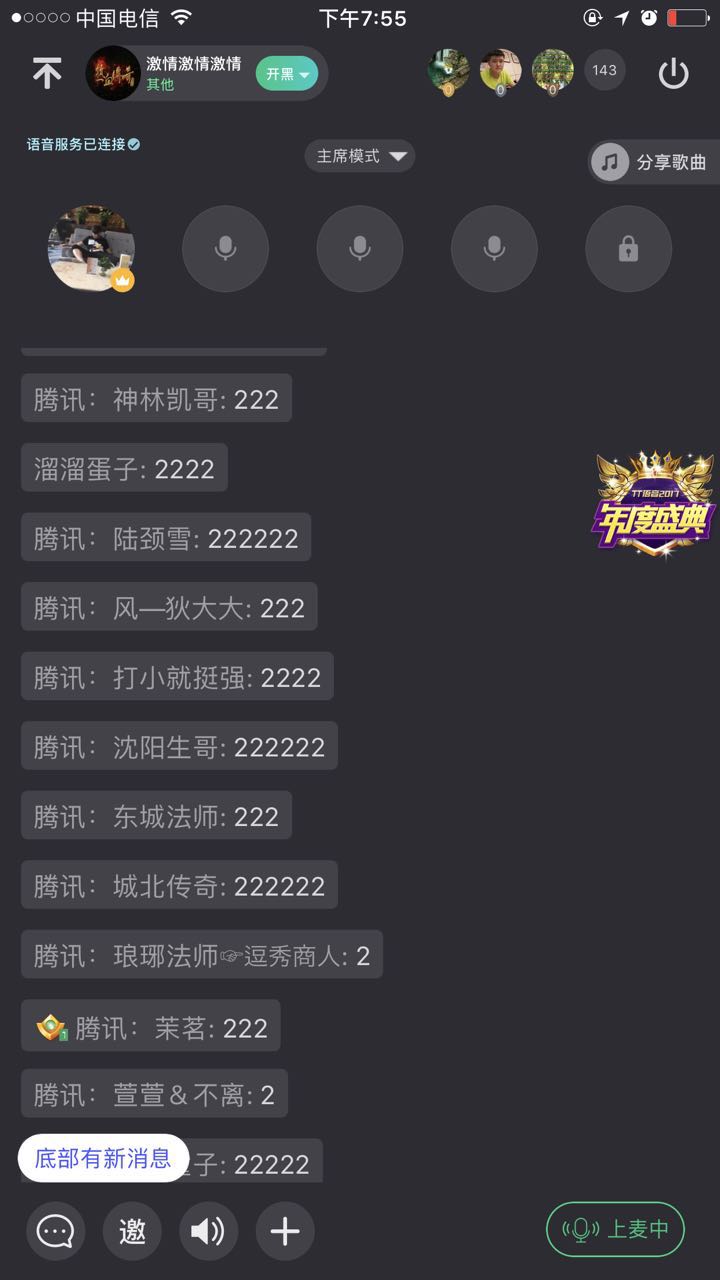 中国电信
下午7:55
激情激情激情
其他
开黑
0
0
0
143
语音服务已连接
主席模式
分享歌曲
腾讯：神林凯哥: 222
溜溜蛋子: 2222
腾讯：陆颈雪: 222222
腾讯：风—狄大大: 222
TT语音2017
年度盛典
腾讯：打小就挺强: 2222
腾讯：沈阳生哥: 222222
腾讯：东城法师: 222
腾讯：城北传奇: 222222
腾讯：琅琊法师☞逗秀商人: 2
1 腾讯：茉茗: 222
腾讯：萱萱＆不离: 2
子: 22222
底部有新消息
邀
上麦中